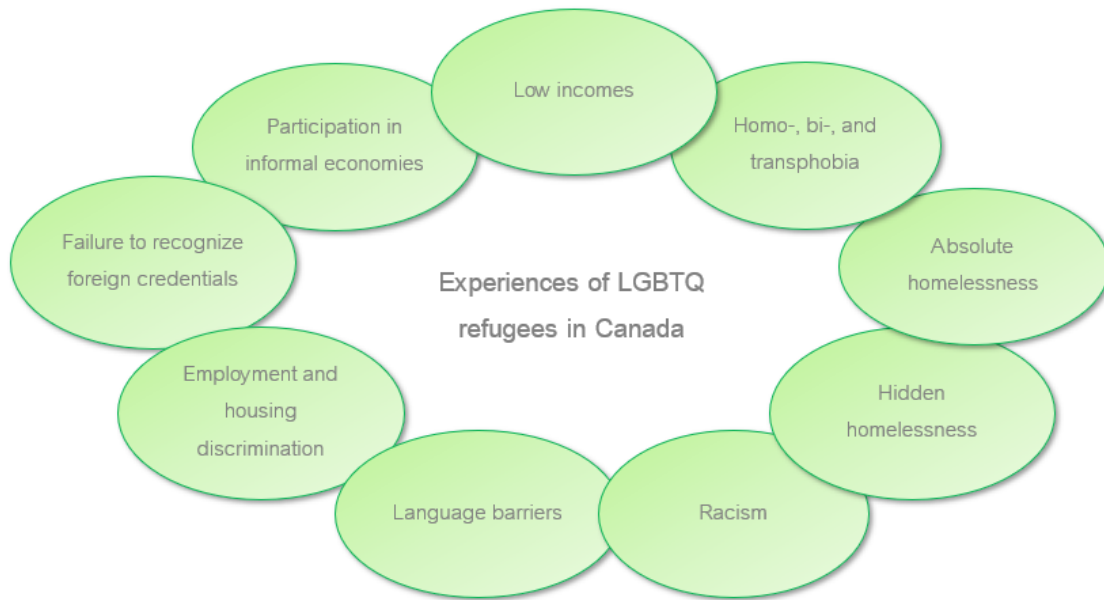 Low incomes
Participation in
informal economies
Homo-, bi-, and
transphobia
Failure to recognize
foreign credentials
Absolute
homelessness
Experiences of LGBTQ
refugees in Canada
Employment and
housing
discrimination
Hidden
homelessness
Language barriers
Racism